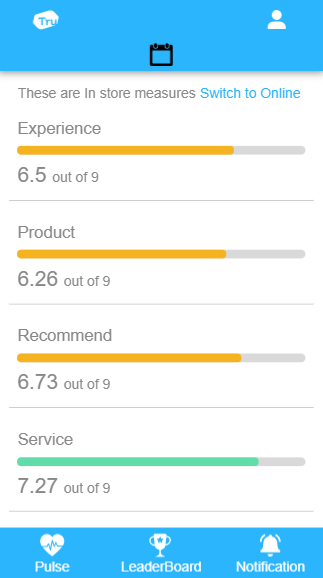 Tru
These are In store measures Switch to Online
Experience
6.5 out of 9
Product
6.26 out of 9
Recommend
6.73 out of 9
Service
7.27 out of 9
Pulse LeaderBoard Notification